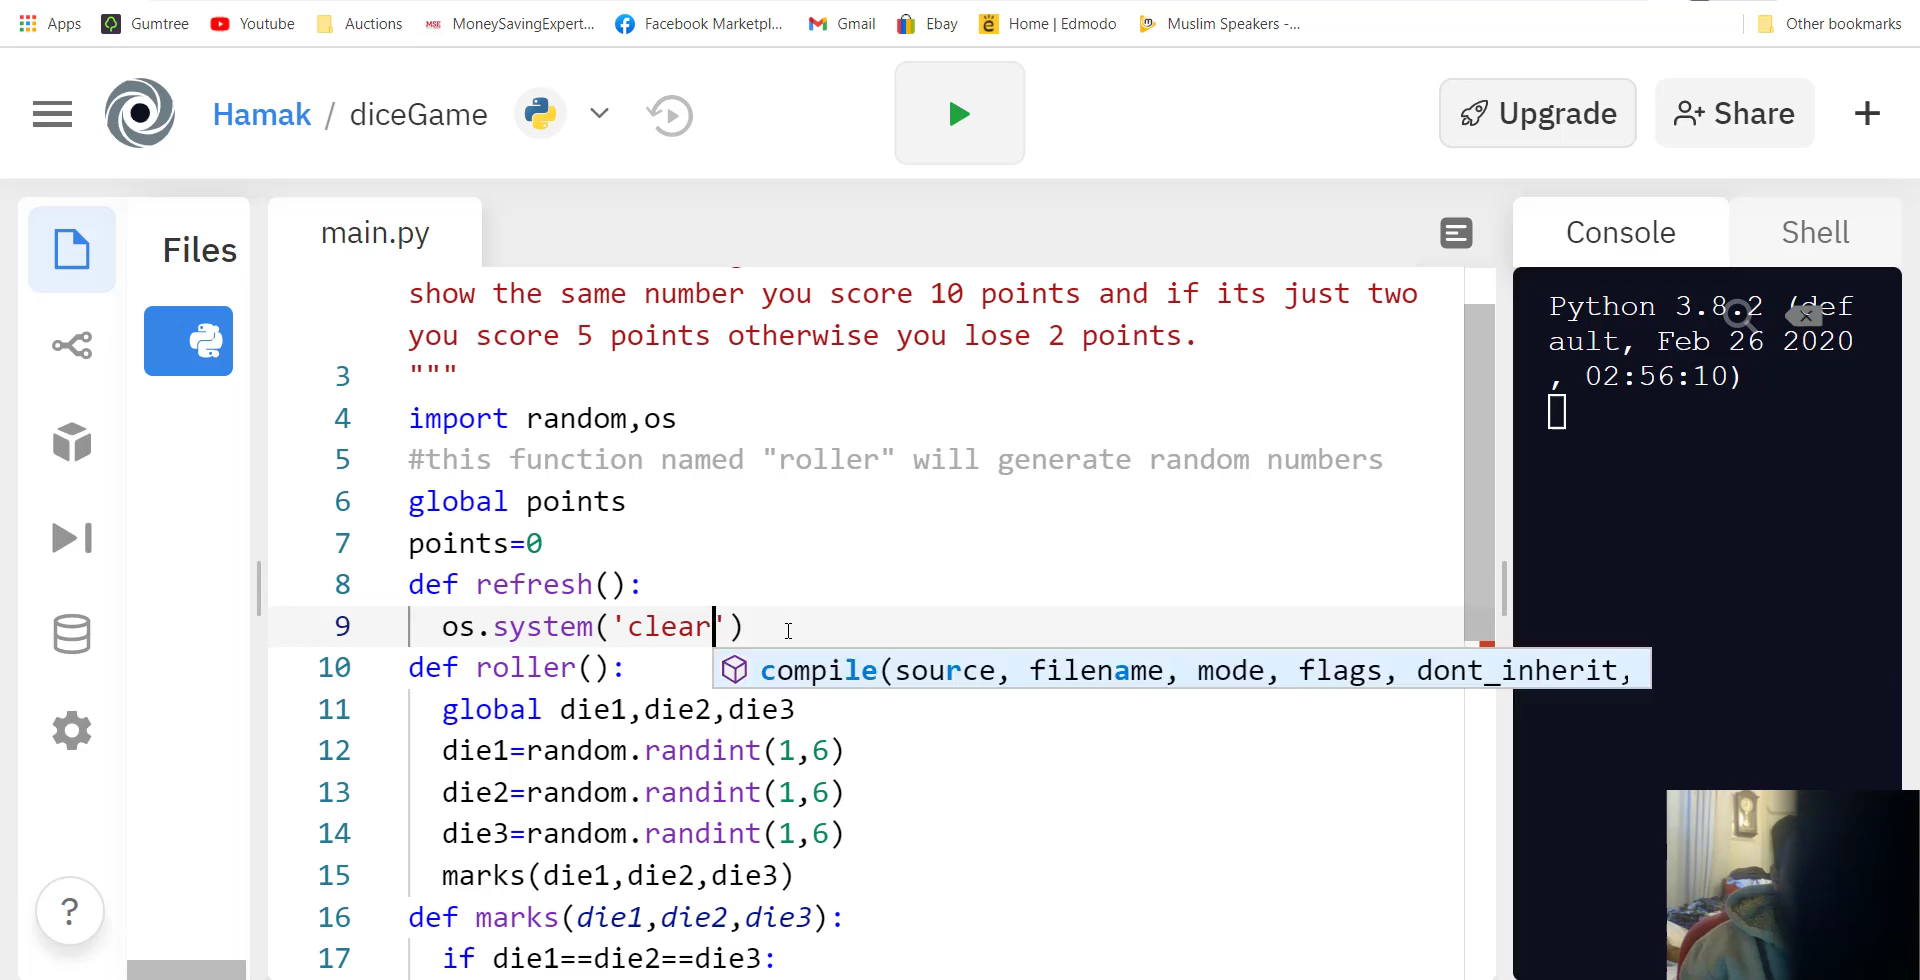 Apps Gumtree Youtube Auctions MSE MoneySavingExpert... Facebook Marketpl... Gmail Ebay Home | Edmodo Muslim Speakers -... Other bookmarks
Hamak / diceGame Upgrade Share +
Files main.py Console Shell
show the same number you score 10 points and if its just two
you score 5 points otherwise you lose 2 points.
3 """
4 import random,os
5 #this function named "roller" will generate random numbers
6 global points
7 points=0
8 def refresh():
9 os.system('clear')
compile(source, filename, mode, flags, dont_inherit,
10 def roller():
11 global die1,die2,die3
12 die1=random.randint(1,6)
13 die2=random.randint(1,6)
14 die3=random.randint(1,6)
15 marks(die1,die2,die3)
16 def marks(die1,die2,die3):
17 if die1==die2==die3:
Python 3.8.2 (def
ault, Feb 26 2020
, 02:56:10)
?